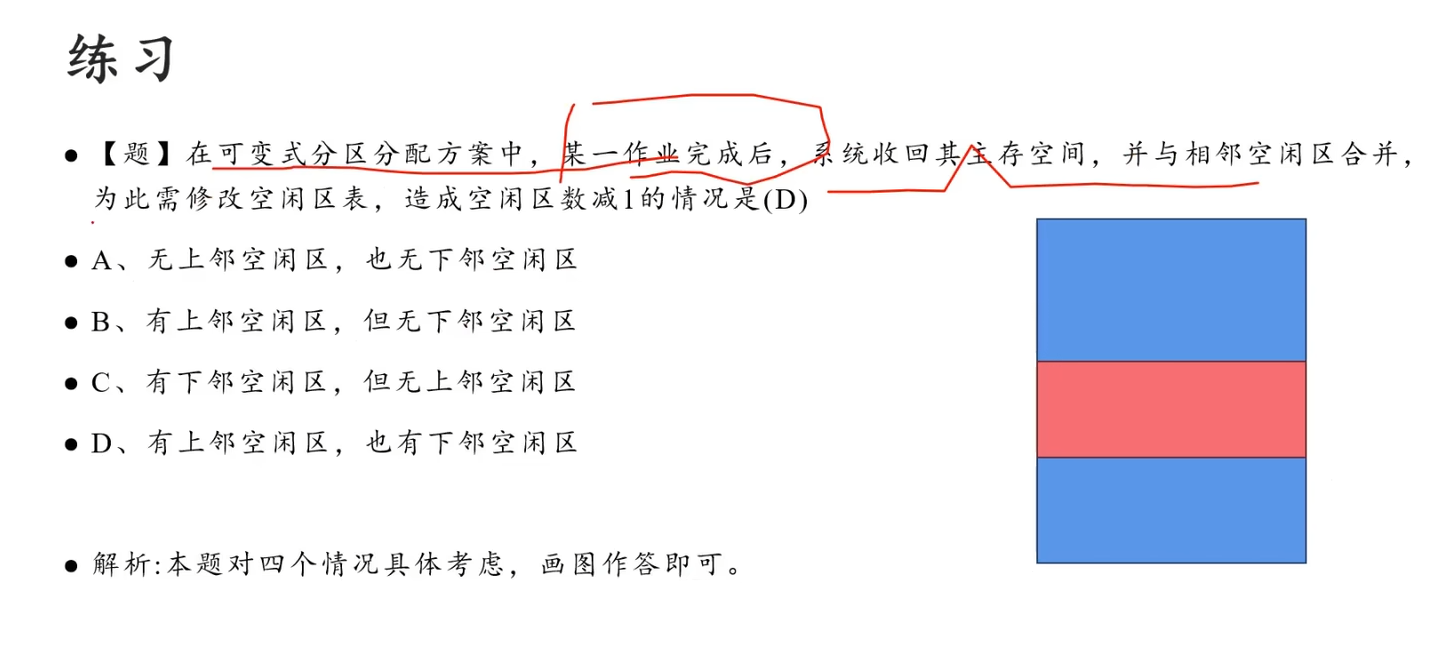 练习
【题】在可变式分区分配方案中，某一作业完成后，系统收回其主存空间，并与相邻空闲区合并，
为此需修改空闲区表，造成空闲区数减1的情况是(D)
A、无上邻空闲区，也无下邻空闲区
B、有上邻空闲区，但无下邻空闲区
C、有下邻空闲区，但无上邻空闲区
D、有上邻空闲区，也有下邻空闲区
解析:本题对四个情况具体考虑，画图作答即可。